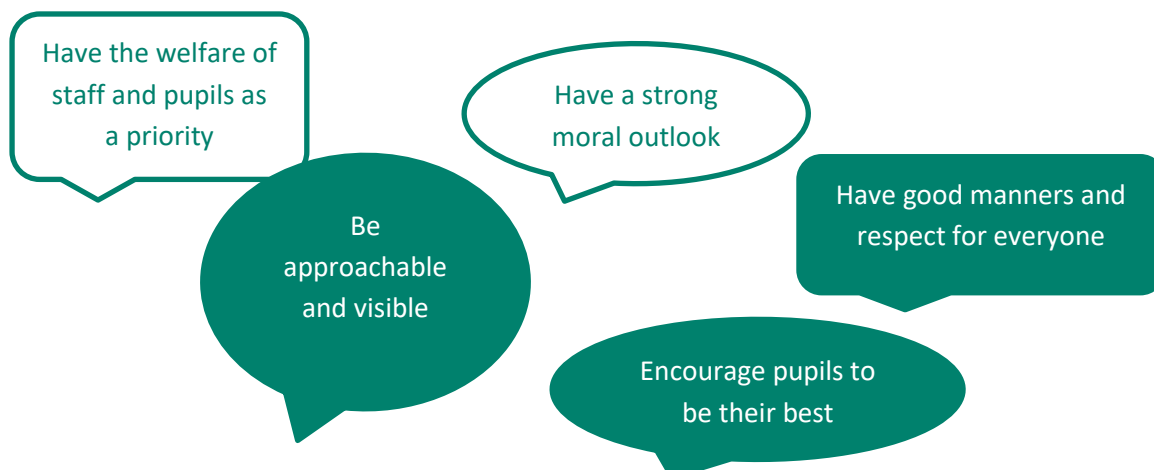 Have the welfare of
staff and pupils as
a priority
Have a strong
moral outlook
Have good manners and
respect for everyone
Be
approachable
and visible
Encourage pupils to
be their best